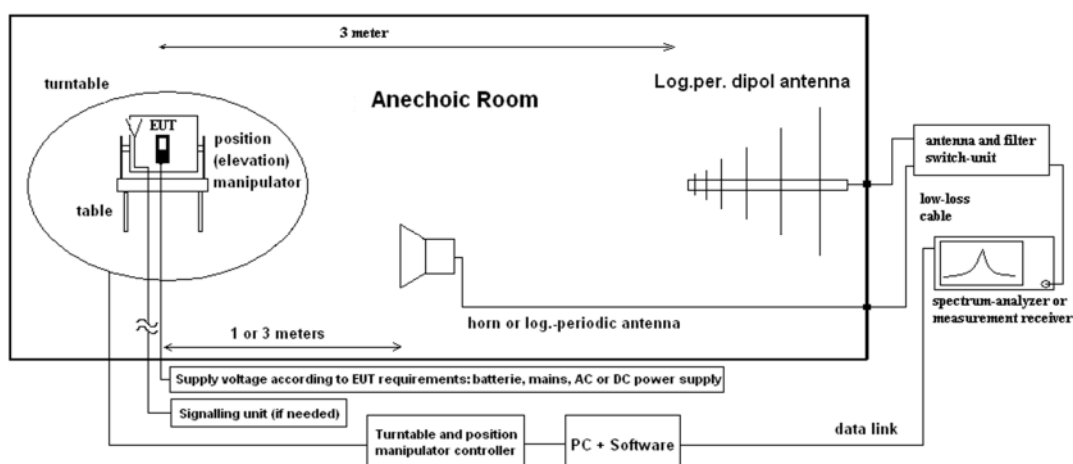 3 meter
turntable
Log.per. dipol antenna
Anechoic Room
EUT
position
(elevation)
manipulator
antenna and filter
switch-unit
table
low-loss
cable
spectrum-analyzer or
measurement receiver
horn or log.-periodic antenna
1 or 3 meters
Supply voltage according to EUT requirements: batterie, mains, AC or DC power supply
Signalling unit (if needed)
Turntable and position
manipulator controller
PC + Software
data link